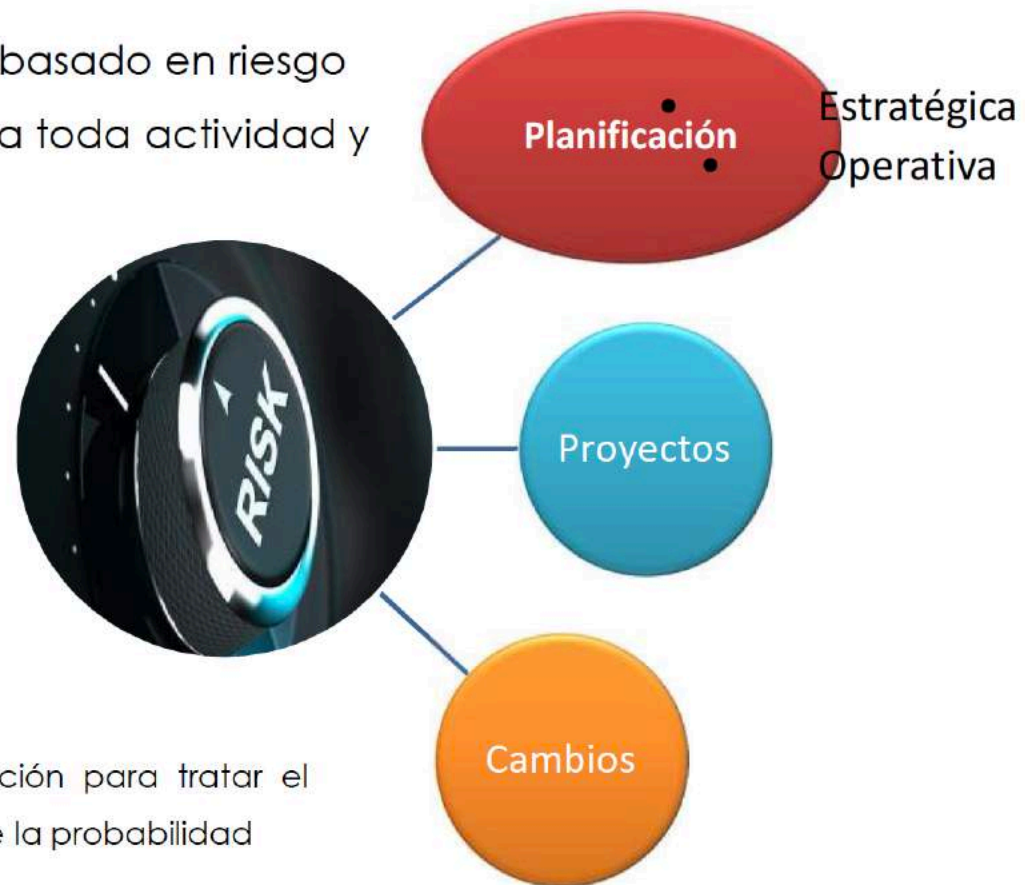 basado en riesgo
a toda actividad y
Planificación
• Estratégica
• Operativa
RISK
Proyectos
Cambios
ción para tratar el
e la probabilidad